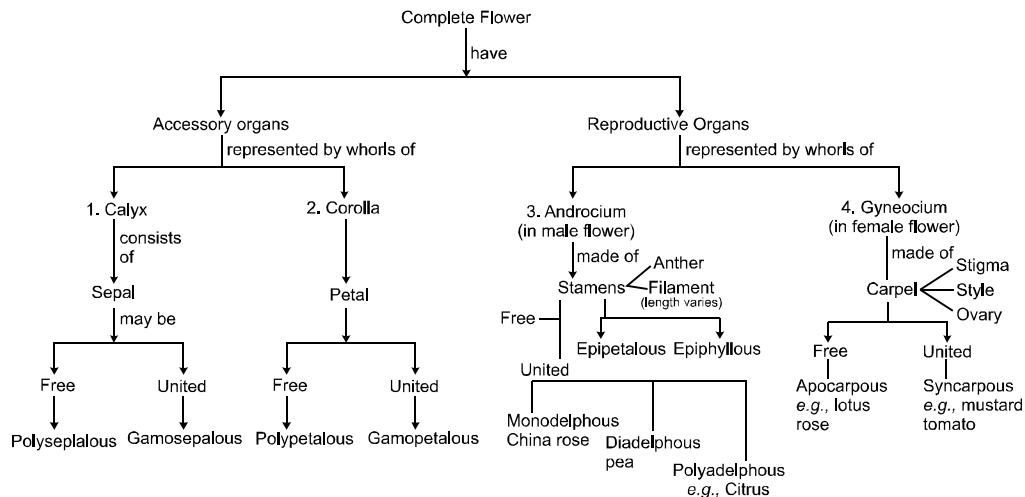 Complete Flower
have
Accessory organs
Reproductive Organs
represented by whorls of
represented by whorls of
1. Calyx
2. Corolla
3. Androcium
(in male flower)
4. Gyneocium
(in female flower)
consists
of
made of
made of
Anther
Stigma
Sepal
Petal
Stamens
Filament
(length varies)
Carpel
Style
Ovary
may be
Free
Epipetalous
Epiphyllous
Free
United
Free
United
Free
United
United
Polyseplalous
Gamosepalous
Polypetalous
Gamopetalous
Apocarpous
e.g., lotus
rose
Syncarpous
e.g., mustard
tomato
Monodelphous
China rose
Diadelphous
pea
Polyadelphous
e.g., Citrus